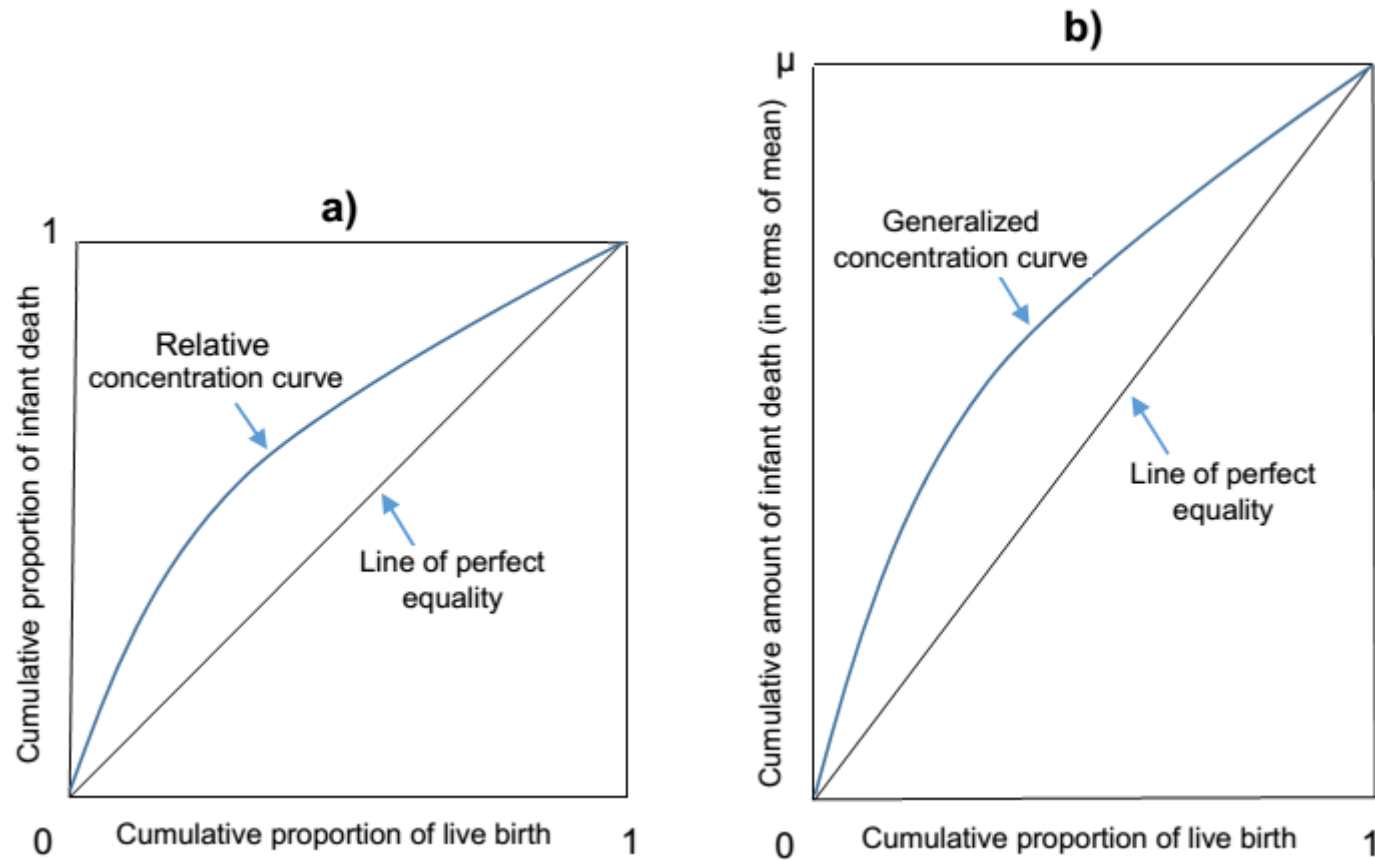 a)
1
Cumulative proportion of infant death
Relative
concentration curve
Line of perfect
equality
0
Cumulative proportion of live birth
1
b)
μ
Cumulative amount of infant death (in terms of mean)
Generalized
concentration curve
Line of perfect
equality
0
Cumulative proportion of live birth
1